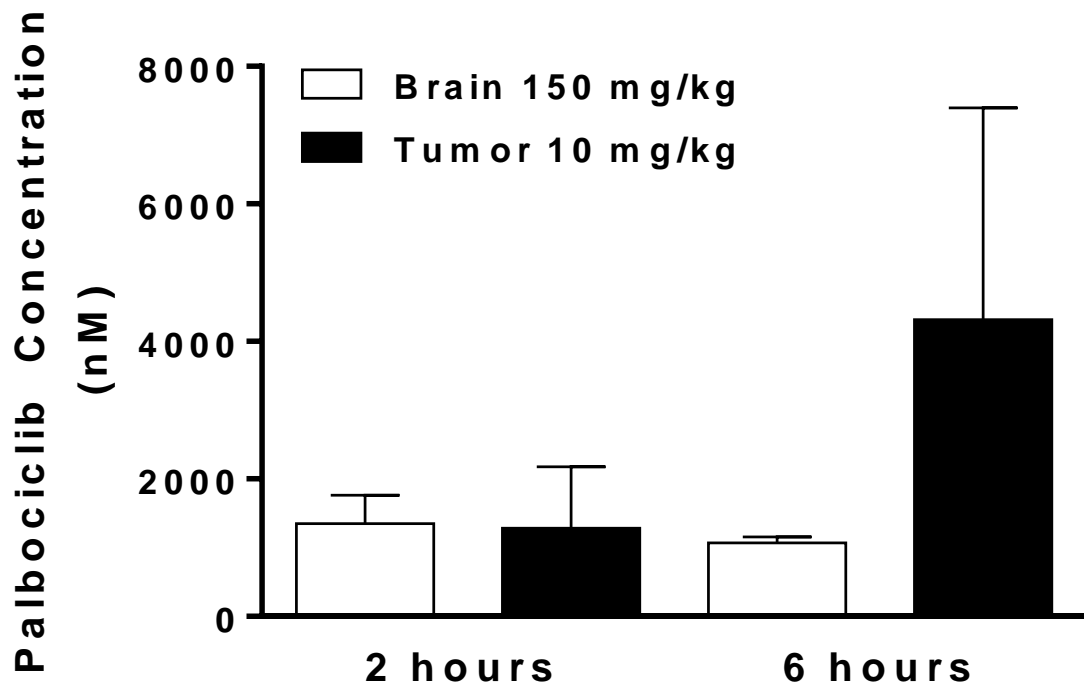 Palbociclib Concentration
(nM)
8000
6000
4000
2000
0
Brain 150 mg/kg
Tumor 10 mg/kg
2 hours
6 hours